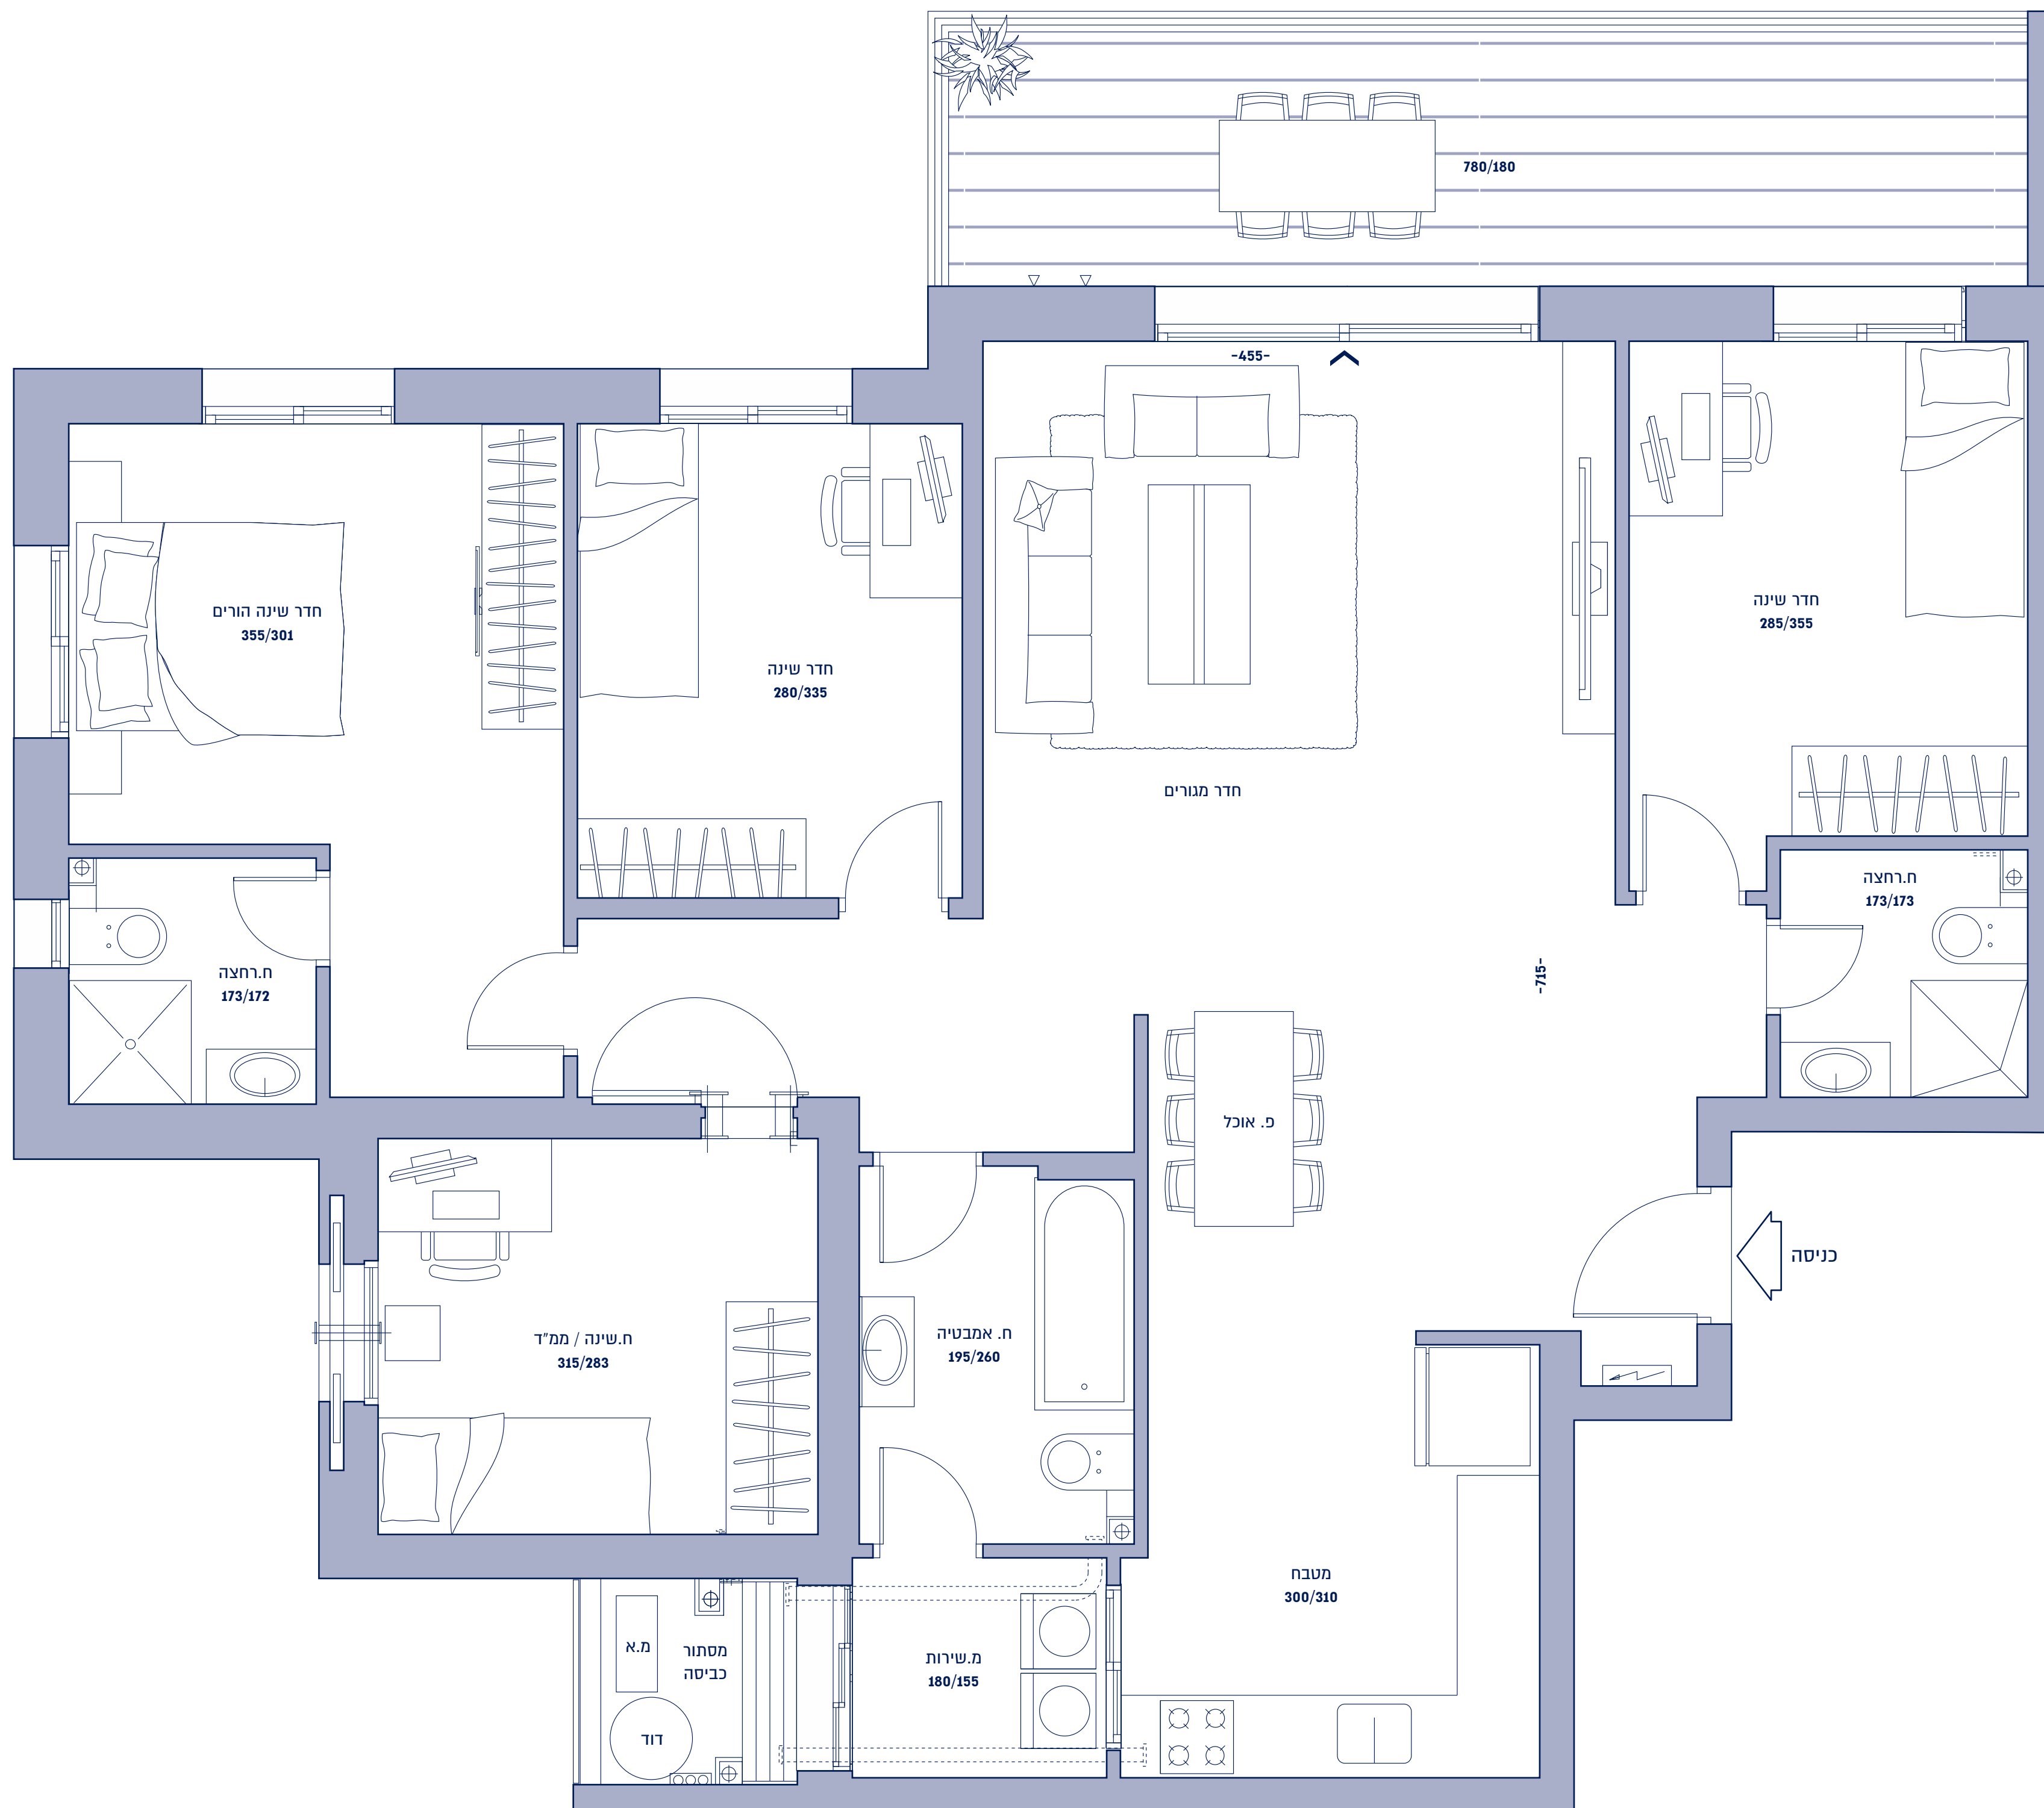 780/180
-455-
חדר שינה הורים
355/301
חדר שינה
280/335
חדר מגורים
חדר שינה
285/355
ח.רחצה
173/173
ח.רחצה
173/172
-715-
פ. אוכל
כניסה
ח.שינה / ממ"ד
315/283
ח. אמבטיה
195/260
מטבח
300/310
מ.שירות
180/155
מ.א
מסתור
כביסה
דוד